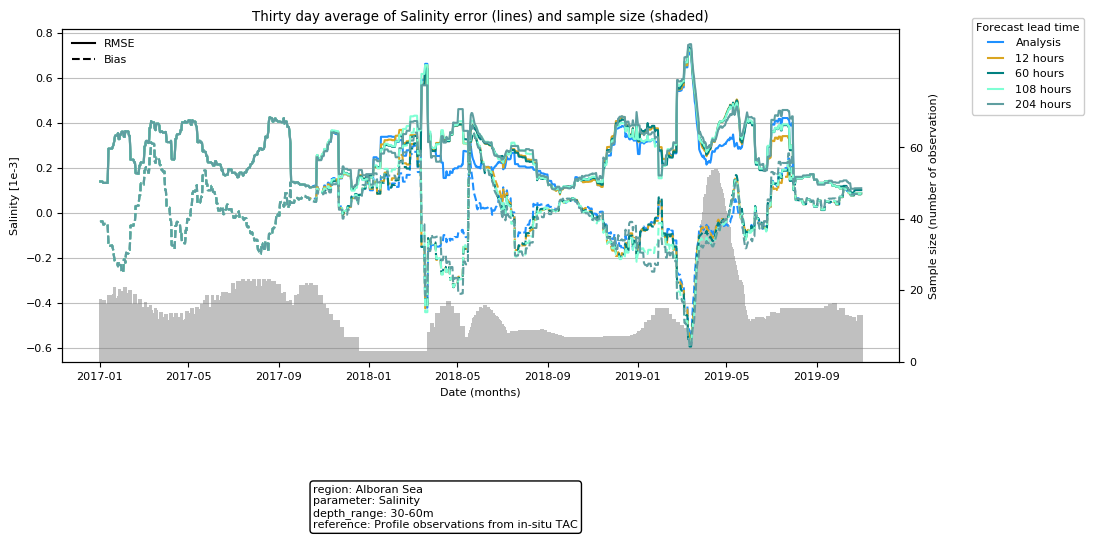 Thirty day average of Salinity error (lines) and sample size (shaded)
Forecast lead time
Analysis
12 hours
60 hours
108 hours
204 hours
RMSE
Bias
Salinity [1e-3]
0.8
0.6
0.4
0.2
0.0
−0.2
−0.4
−0.6
Sample size (number of observation)
60
40
20
0
2017-01
2017-05
2017-09
2018-01
2018-05
2018-09
2019-01
2019-05
2019-09
Date (months)
region: Alboran Sea
parameter: Salinity
depth_range: 30-60m
reference: Profile observations from in-situ TAC